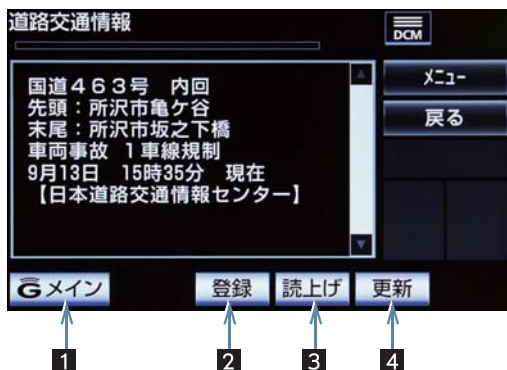 道路交通情報
DCM
国道463号 内回
先頭：所沢市亀ケ谷
末尾：所沢市坂之下橋
車両事故 1車線規制
9月13日 15時35分 現在
【日本道路交通情報センター】
メニュー
戻る
Gメイン
登録
読上げ
更新
1
2
3
4